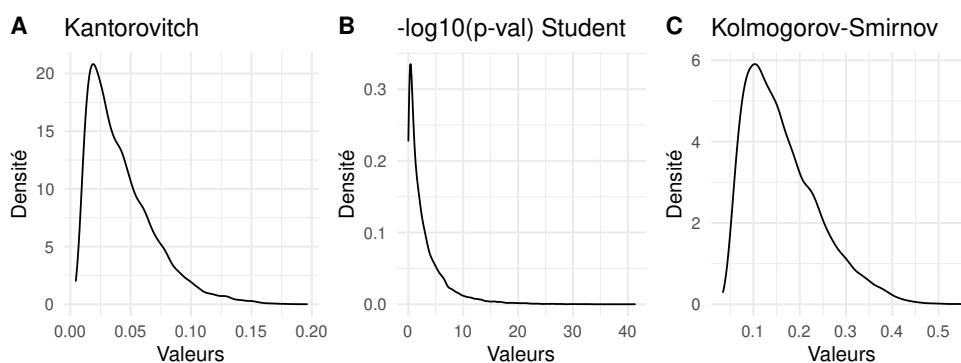 A Kantorovitch
B -log10(p-val) Student
C Kolmogorov-Smirnov
Densité
20
15
10
5
0
0.00 0.05 0.10 0.15 0.20
Valeurs
Densité
0.3
0.2
0.1
0.0
0 10 20 30 40
Valeurs
Densité
6
4
2
0
0.1 0.2 0.3 0.4 0.5
Valeurs